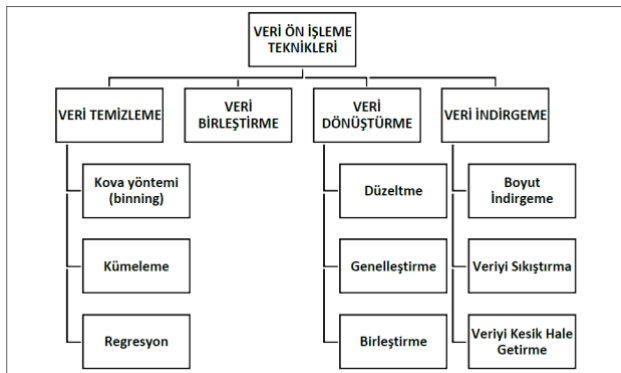 VERİ ÖN İŞLEME
TEKNİKLERİ
VERİ TEMİZLEME
VERİ
BİRLEŞTİRME
VERİ
DÖNÜŞTÜRME
VERİ İNDİRGEME
Kova yöntemi
(binning)
Kümeleme
Regresyon
Düzeltme
Genelleştirme
Birleştirme
Boyut
İndirgeme
Veriyi Sıkıştırma
Veriyi Kesik Hale
Getirme